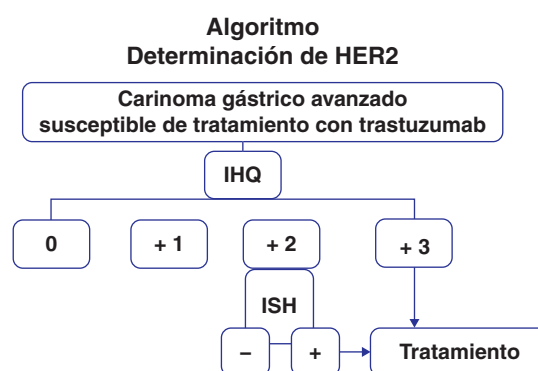 Algoritmo
Determinación de HER2
Carinoma gástrico avanzado
susceptible de tratamiento con trastuzumab
IHQ
0
+ 1
+ 2
+ 3
ISH
–
+
Tratamiento